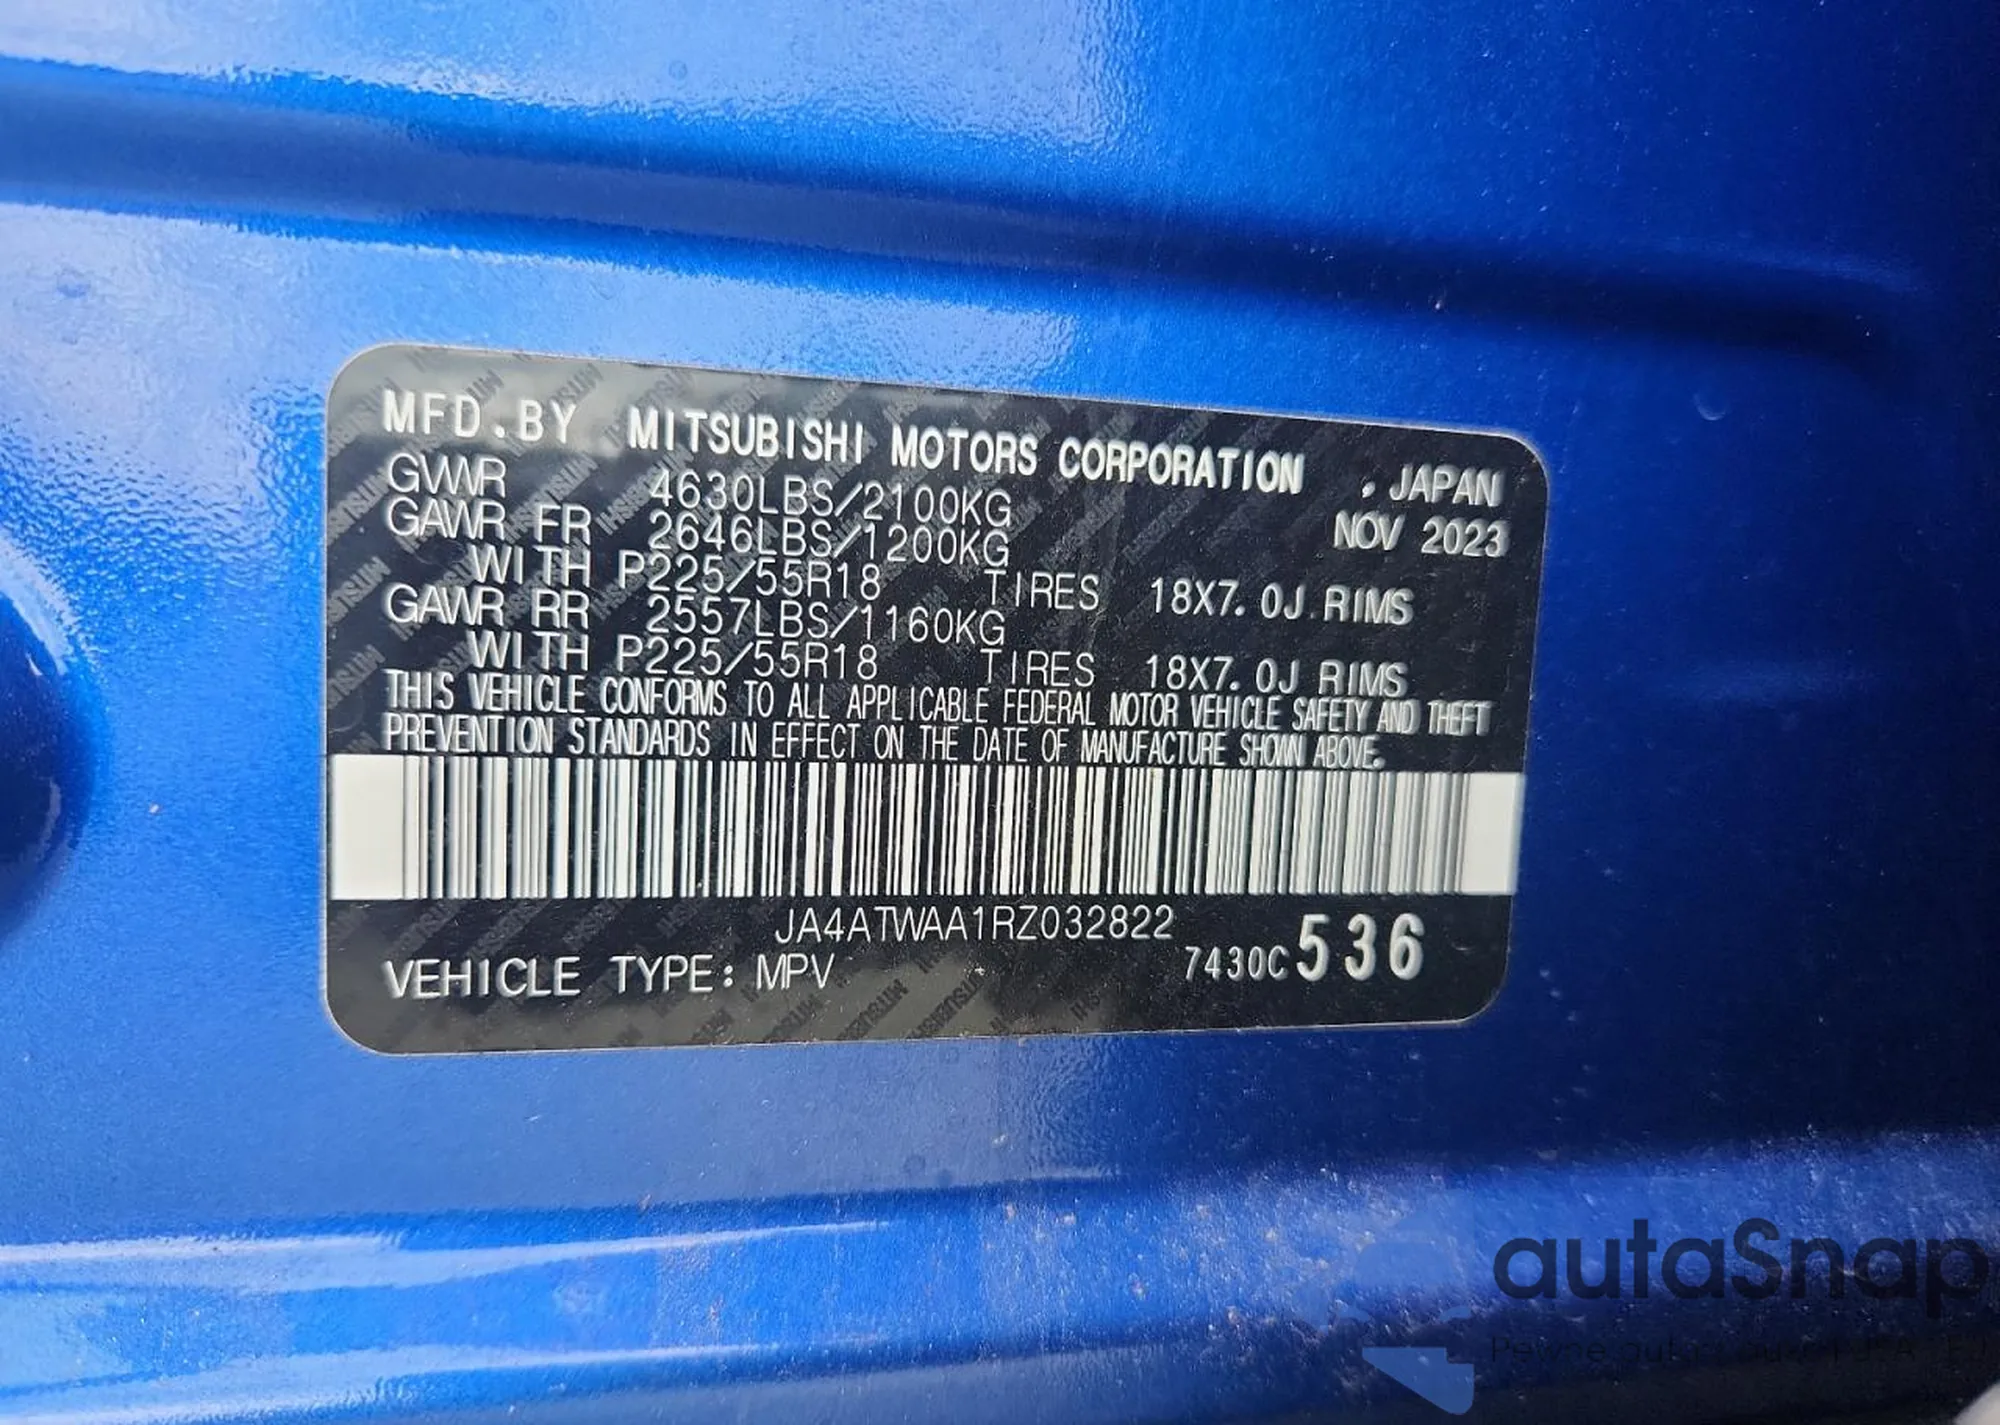 MFD.BY MITSUBISHI MOTORS CORPORATION , JAPAN
GVWR 4630LBS/2100KG NOV 2023
GAWR FR 2646LBS/1200KG
WITH P225/55R18 TIRES 18X7.0J RIMS
GAWR RR 2557LBS/1160KG
WITH P225/55R18 TIRES 18X7.0J RIMS
THIS VEHICLE CONFORMS TO ALL APPLICABLE FEDERAL MOTOR VEHICLE SAFETY AND THEFT
PREVENTION STANDARDS IN EFFECT ON THE DATE OF MANUFACTURE SHOWN ABOVE.
JA4ATWAA1RZ032822
VEHICLE TYPE: MPV 7430C 536
autaSnap
Pewne auta